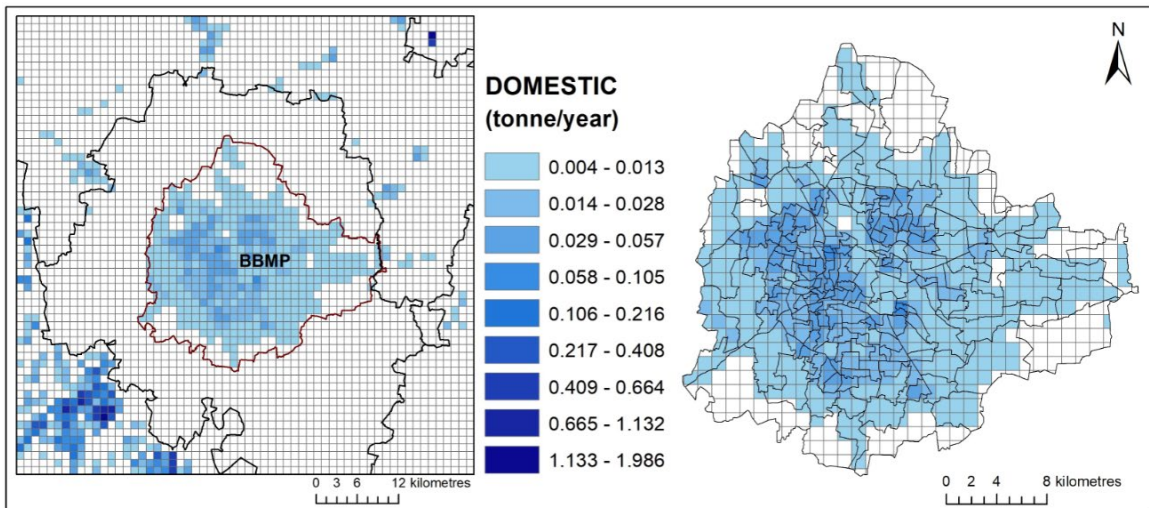 BBMP
0 3 6 12 kilometres
DOMESTIC
(tonne/year)
0.004 - 0.013
0.014 - 0.028
0.029 - 0.057
0.058 - 0.105
0.106 - 0.216
0.217 - 0.408
0.409 - 0.664
0.665 - 1.132
1.133 - 1.986
N
0 2 4 8 kilometres